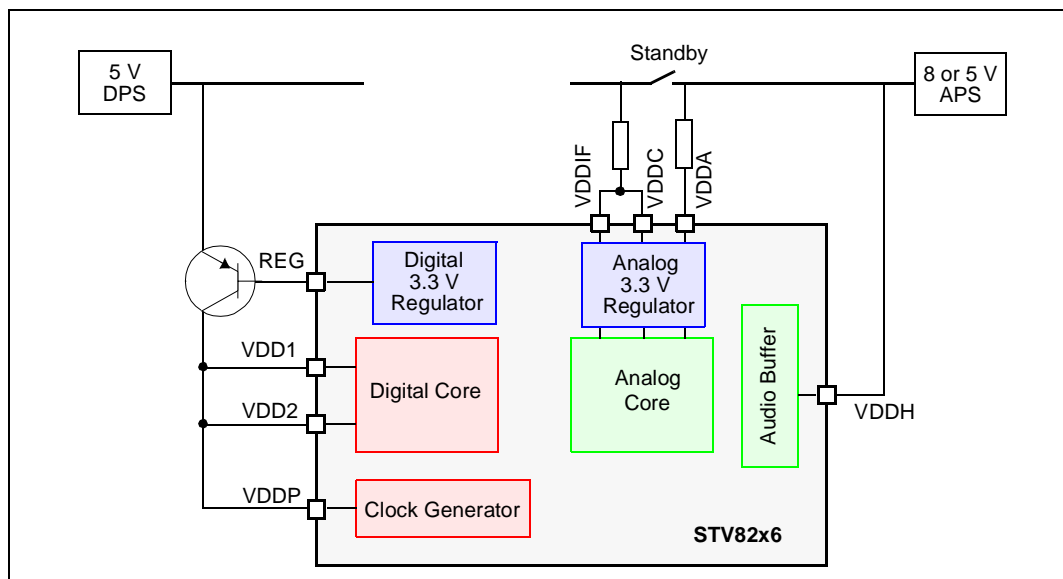 Standby
5 V
DPS
8 or 5 V
APS
VDDIF
VDDC
VDDA
REG
Digital
3.3 V
Regulator
Analog
3.3 V
Regulator
VDD1
Digital Core
Analog
Core
Audio Buffer
VDDH
VDD2
VDDP
Clock Generator
STV82x6